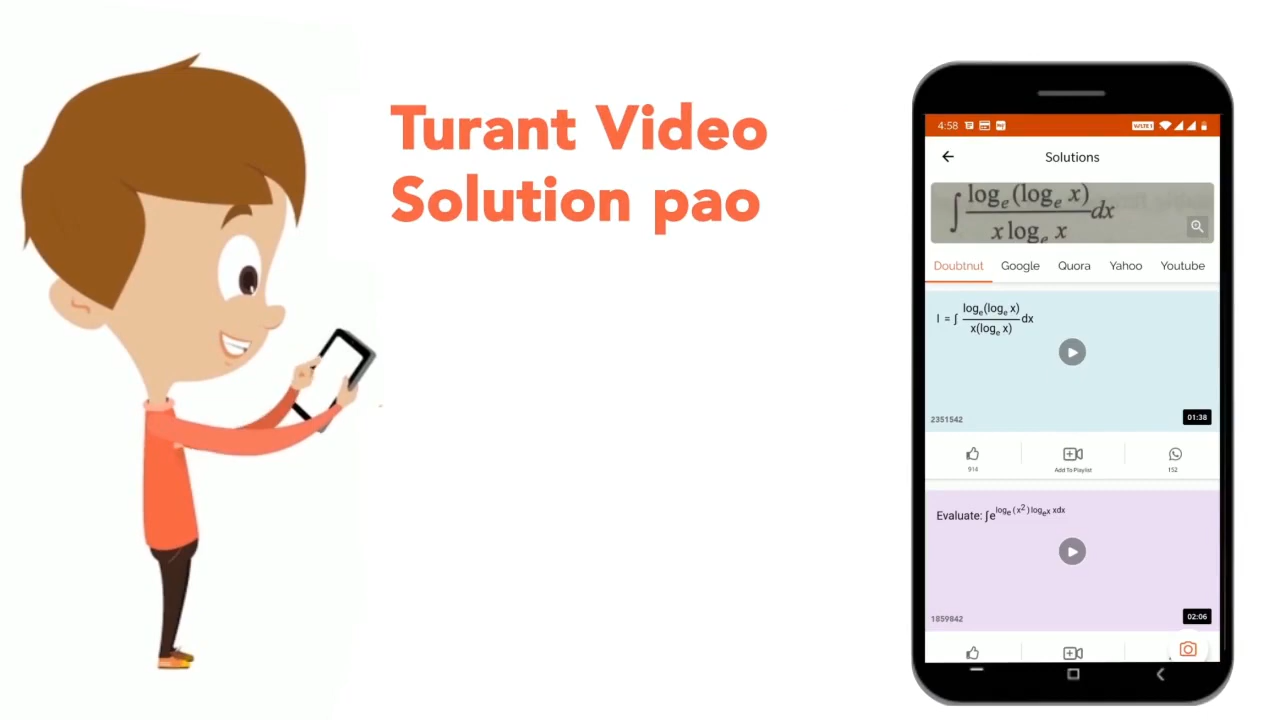 Turant Video
Solution pao
4:58
VoLTE1
Solutions
∫ logₑ(logₑ x) / x logₑ x dx
Doubtnut Google Quora Yahoo Youtube
I = ∫ logₑ(logₑ x) / x(logₑ x) dx
2351542
01:38
914
Add To Playlist
152
Evaluate: ∫e^logₑ(x²)logₑx xdx
1859842
02:06